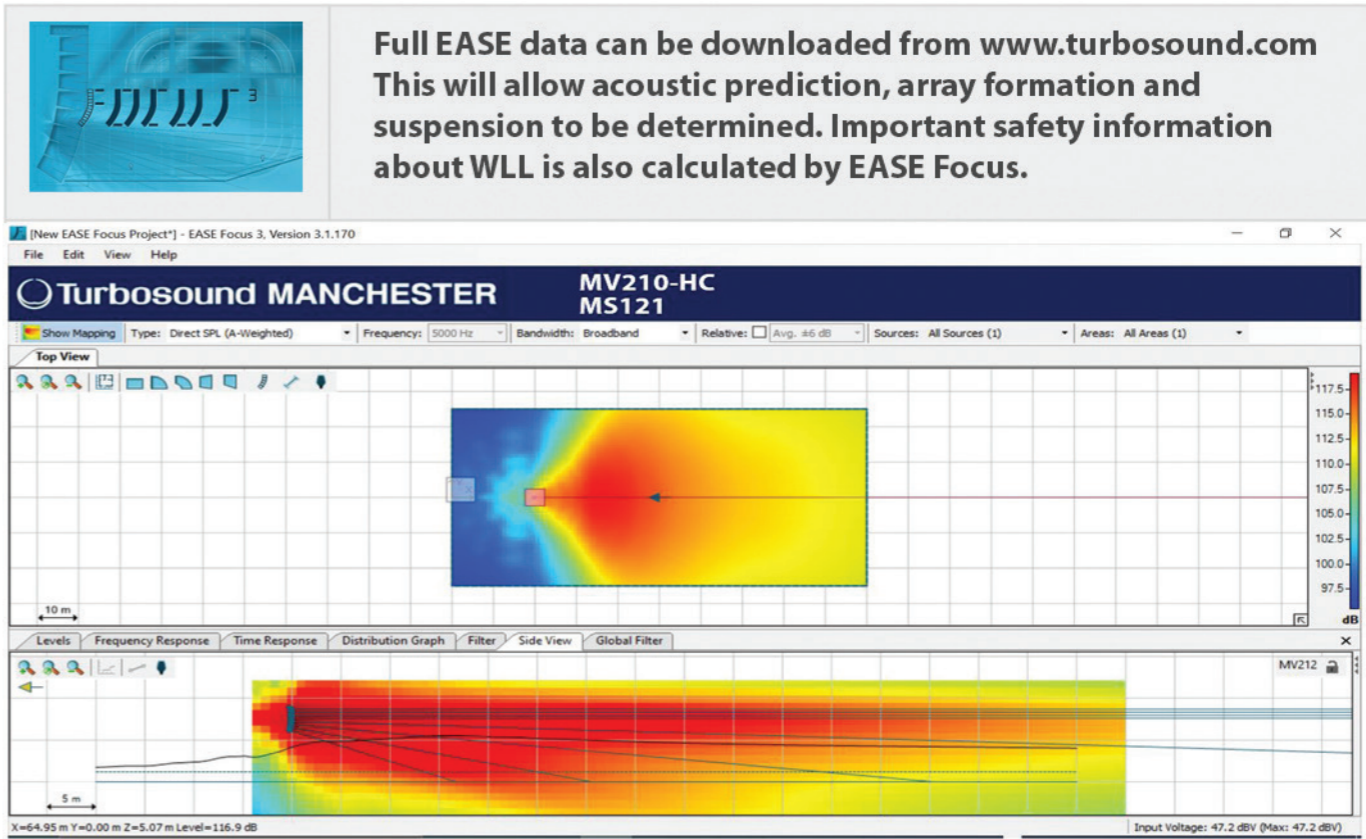 Full EASE data can be downloaded from www.turbosound.com
This will allow acoustic prediction, array formation and
suspension to be determined. Important safety information
about WLL is also calculated by EASE Focus.
[New EASE Focus Project*] - EASE Focus 3, Version 3.1.170
File Edit View Help
Turbosound MANCHESTER
MV210-HC
MS121
Show Mapping Type: Direct SPL (A-Weighted) Frequency: 5000 Hz Bandwidth: Broadband Relative: Avg. ±6 dB Sources: All Sources (1) Areas: All Areas (1)
Top View
117.5
115.0
112.5
110.0
107.5
105.0
102.5
100.0
97.5
dB
10 m
Levels Frequency Response Time Response Distribution Graph Filter Side View Global Filter
MV212
5 m
X=64.95 m Y=0.00 m Z=5.07 m Level=116.9 dB
Input Voltage: 47.2 dBV (Max: 47.2 dBV)